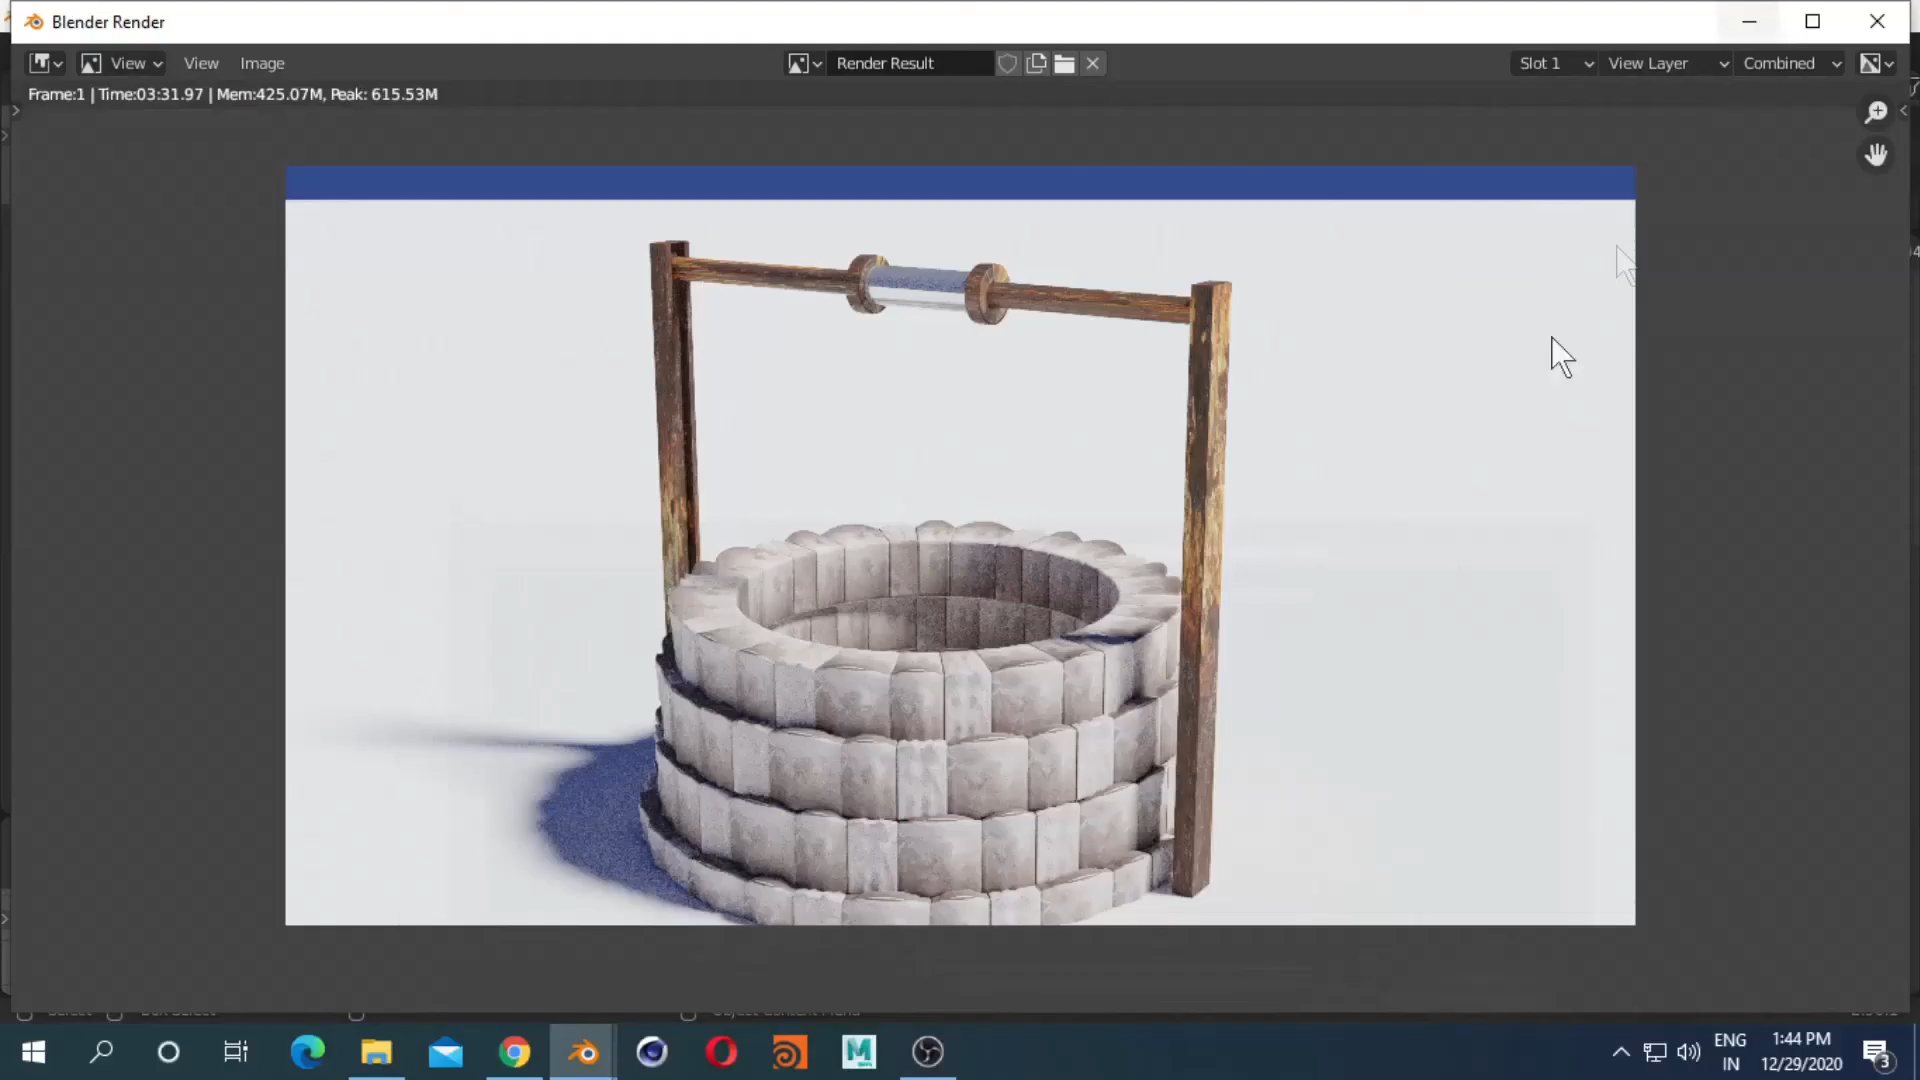 Blender Render
View
View
Image
Render Result
Slot 1
View Layer
Combined
Frame:1 | Time:03:31.97 | Mem:425.07M, Peak: 615.53M
ENG
IN
1:44 PM
12/29/2020
3